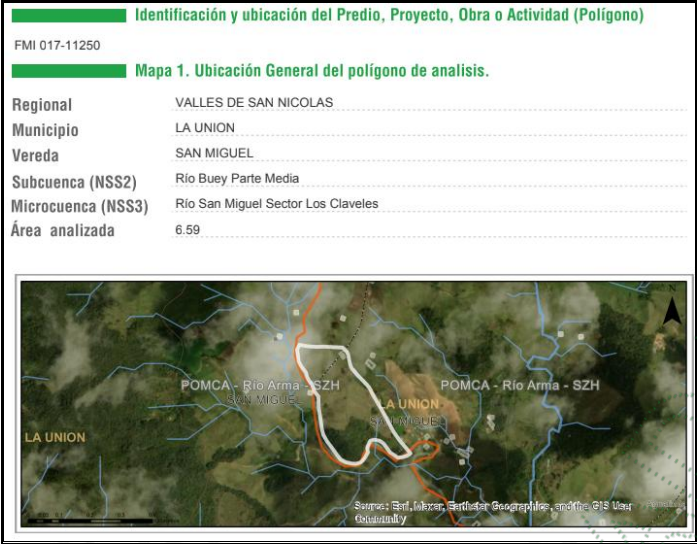 Identificación y ubicación del Predio, Proyecto, Obra o Actividad (Polígono)
FMI 017-11250
Mapa 1. Ubicación General del polígono de analisis.
Regional VALLES DE SAN NICOLAS
Municipio LA UNION
Vereda SAN MIGUEL
Subcuenca (NSS2) Río Buey Parte Media
Microcuenca (NSS3) Río San Miguel Sector Los Claveles
Área analizada 6.59
N
POMCA - Río Arma - SZH POMCA - Río Arma - SZH
SAN MIGUEL LA UNION
SAN MIGUEL
LA UNION
Source: Esri, Maxar, Earthstar Geographics, and the GIS User
Community